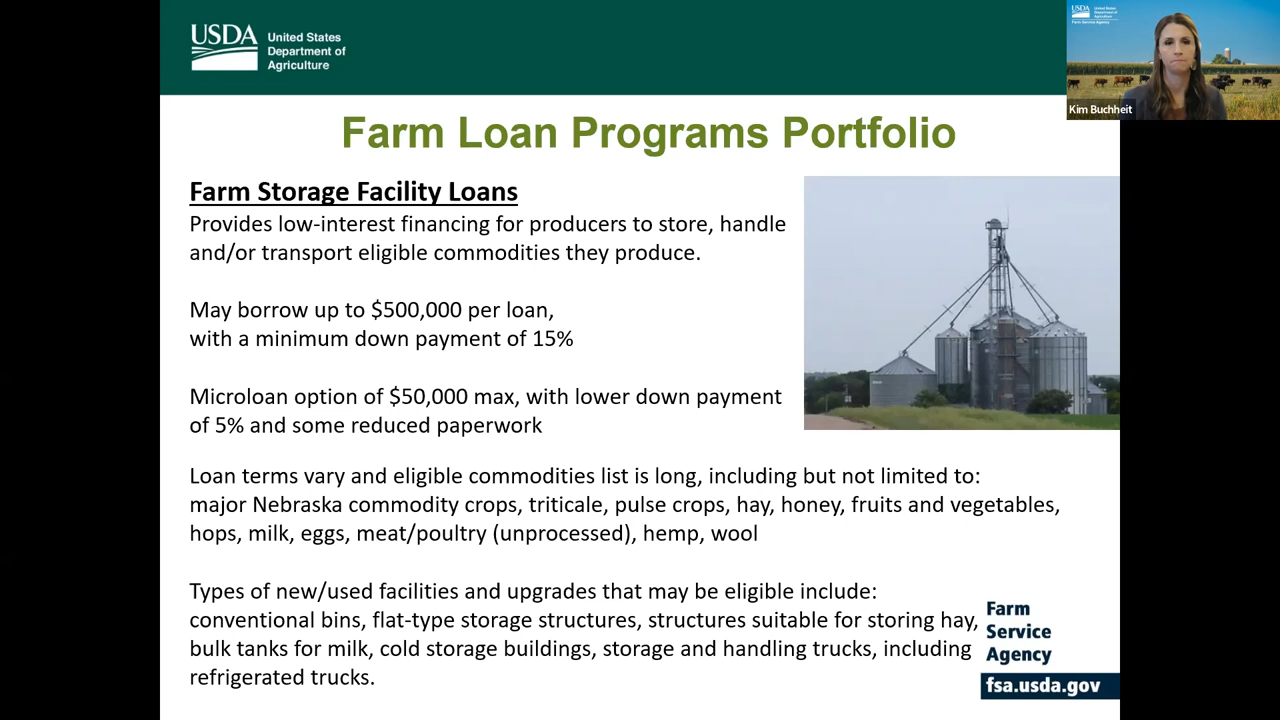 USDA
United States
Department of
Agriculture
United States
Department of
Agriculture
Kim Buchheit
Farm Loan Programs Portfolio
Farm Storage Facility Loans
Provides low-interest financing for producers to store, handle
and/or transport eligible commodities they produce.
May borrow up to $500,000 per loan,
with a minimum down payment of 15%
Microloan option of $50,000 max, with lower down payment
of 5% and some reduced paperwork
Loan terms vary and eligible commodities list is long, including but not limited to:
major Nebraska commodity crops, triticale, pulse crops, hay, honey, fruits and vegetables,
hops, milk, eggs, meat/poultry (unprocessed), hemp, wool
Types of new/used facilities and upgrades that may be eligible include:
conventional bins, flat-type storage structures, structures suitable for storing hay,
bulk tanks for milk, cold storage buildings, storage and handling trucks, including
refrigerated trucks.
Farm
Service
Agency
fsa.usda.gov